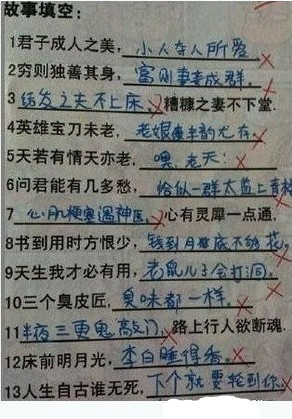 故事填空:
1君子成人之美，小人夺人所爱
2穷则独善其身，富则妻妾成群。
3结发之夫不上床，糟糠之妻不下堂.
4英雄宝刀未老，老娘风韵尤存
5天若有情天亦老，嘿，老天!
6问君能有几多愁，恰似一群太监上青楼
7心肌梗塞遇神医，心有灵犀一点通.
8书到用时方恨少，钱到月底不够花。
9天生我才必有用，老鼠儿子会打洞。
10三个臭皮匠，臭味都一样。
11半夜三更鬼敲门，路上行人欲断魂.
12床前明月光，李白睡得香。
13人生自古谁无死，下个就要轮到你